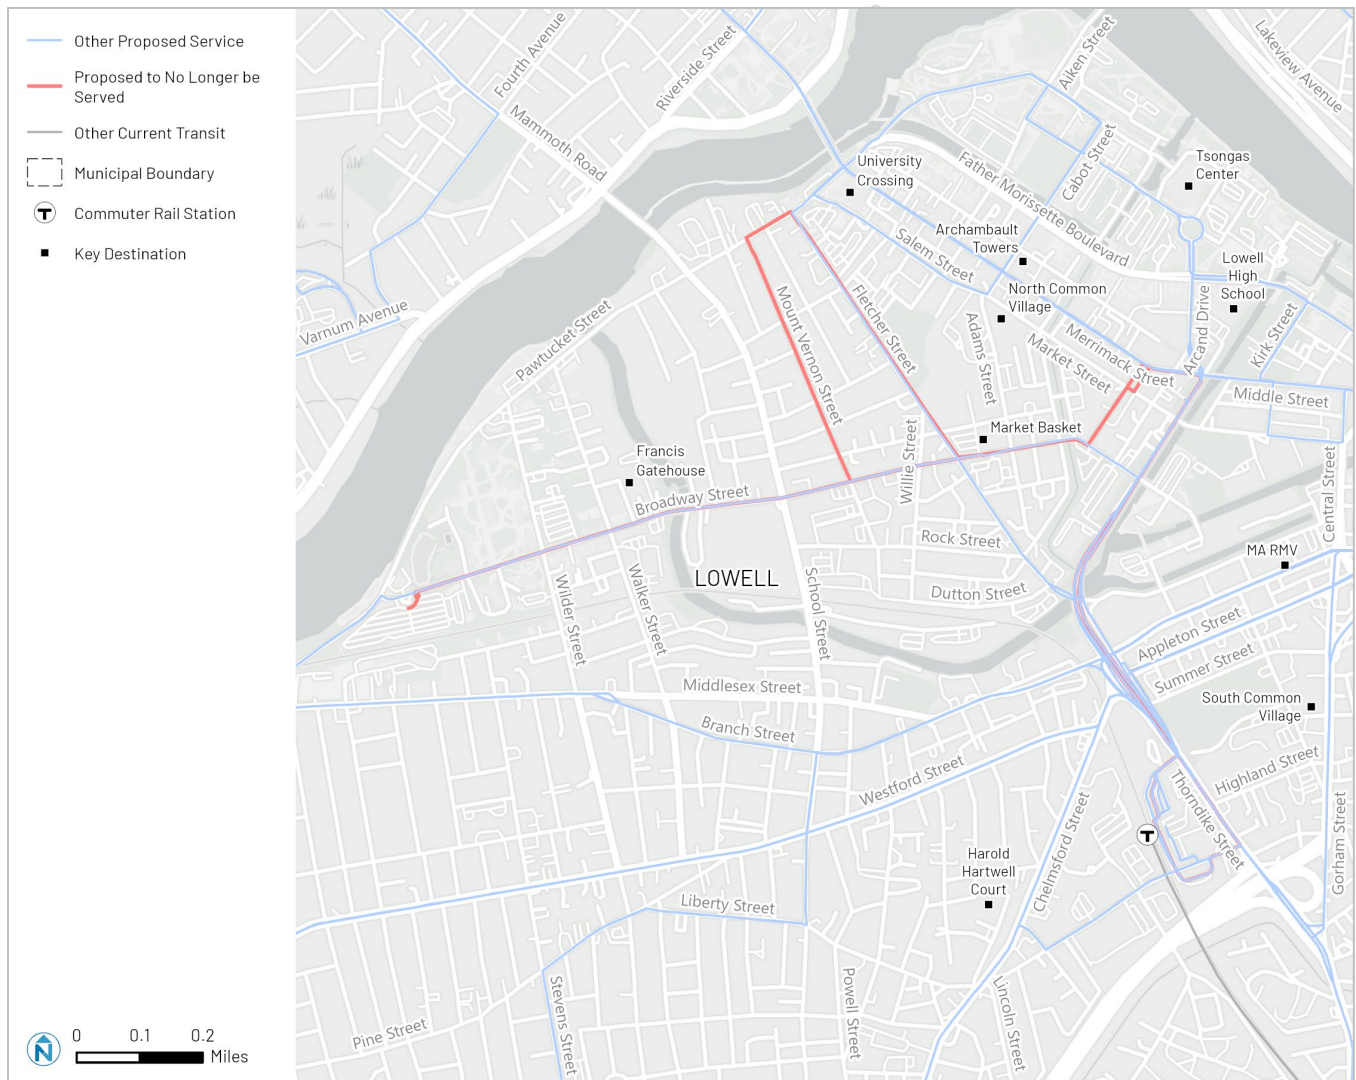 Other Proposed Service
Proposed to No Longer be
Served
Other Current Transit
Municipal Boundary
T
Commuter Rail Station
Key Destination
Fourth Avenue
Riverside Street
Mammoth Road
Aiken Street
Lakeview Avenue
University
Crossing
Father Morissette Boulevard
Cabot Street
Tsongas
Center
Archambault
Towers
Salem Street
Lowell
High
School
North Common
Village
Varnum Avenue
Pawtucket Street
Mount Vernon Street
Fletcher Street
Adams Street
Merrimack Street
Market Street
Arcand Drive
Kirk Street
Middle Street
Market Basket
Willie Street
Francis
Gatehouse
Broadway Street
Central Street
Rock Street
MA RMV
LOWELL
Wilder Street
Walker Street
School Street
Dutton Street
Appleton Street
Summer Street
Middlesex Street
South Common
Village
Branch Street
Westford Street
Highland Street
Thorndike Street
T
Chelmsford Street
Gorham Street
Harold
Hartwell
Court
Liberty Street
Stevens Street
Powell Street
Lincoln Street
Pine Street
N
0 0.1 0.2
Miles